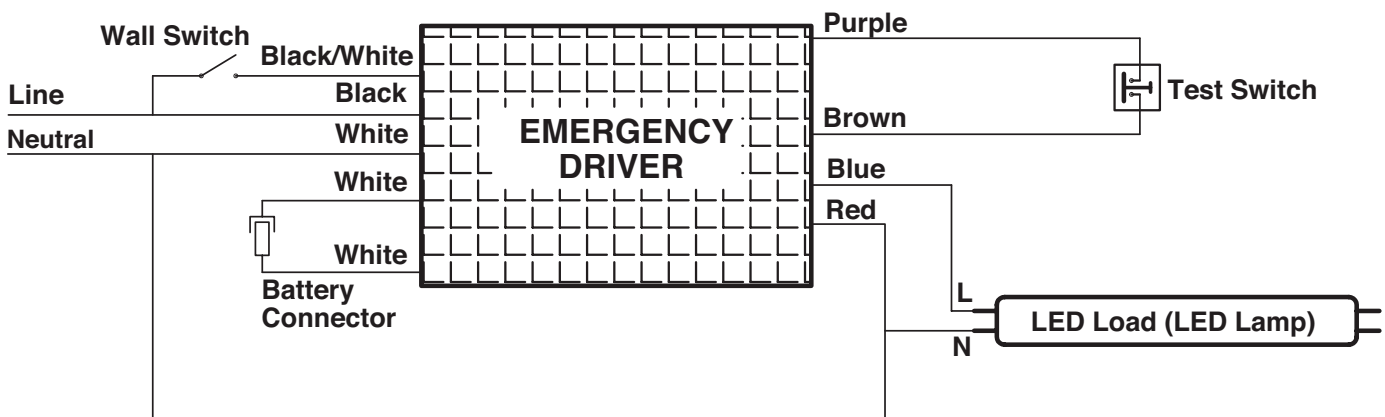 Wall Switch
Black/White
Line
Black
Neutral
White
White
White
Battery
Connector
EMERGENCY
DRIVER
Purple
Test Switch
Brown
Blue
Red
L
N
LED Load (LED Lamp)